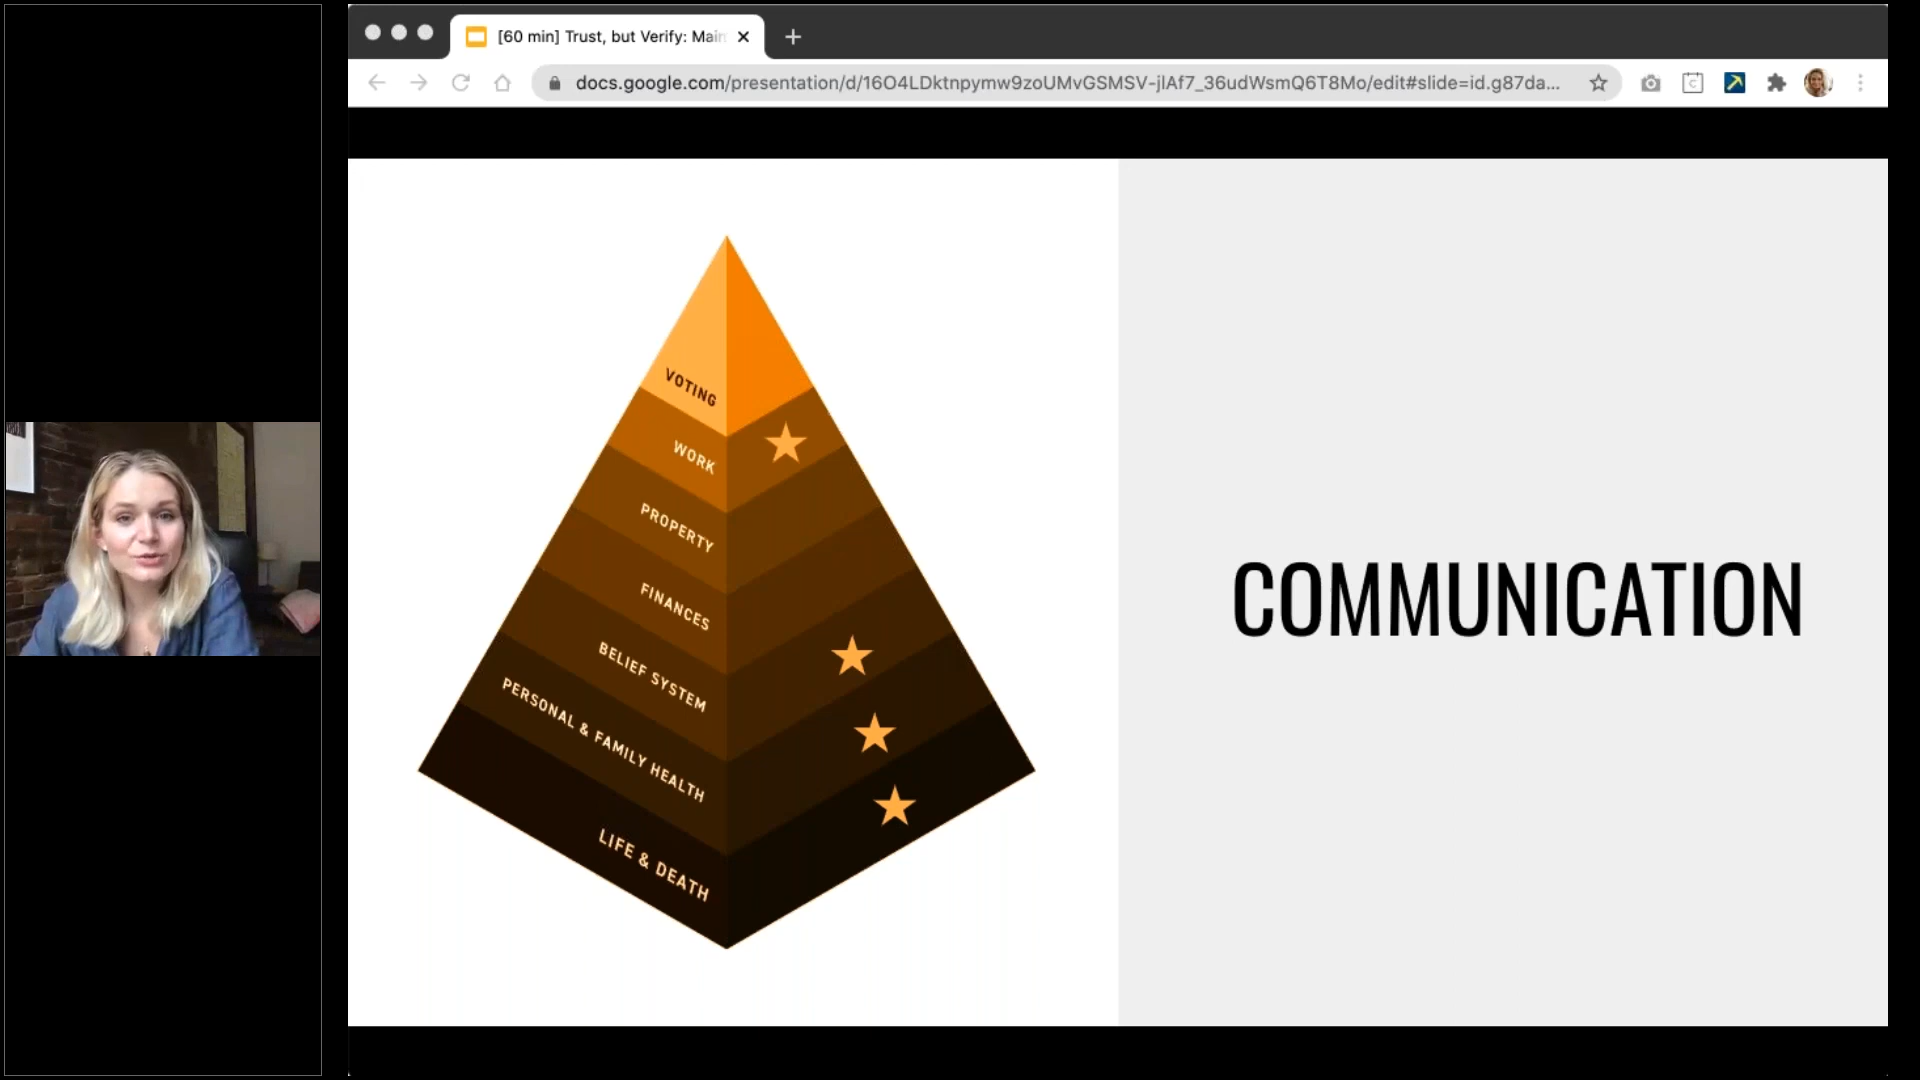 [60 min] Trust, but Verify: Main
docs.google.com/presentation/d/16O4LDktnpymw9zoUMvGSMSV-jlAf7_36udWsmQ6T8Mo/edit#slide=id.g87da...
VOTING
WORK
PROPERTY
FINANCES
BELIEF SYSTEM
PERSONAL & FAMILY HEALTH
LIFE & DEATH
COMMUNICATION